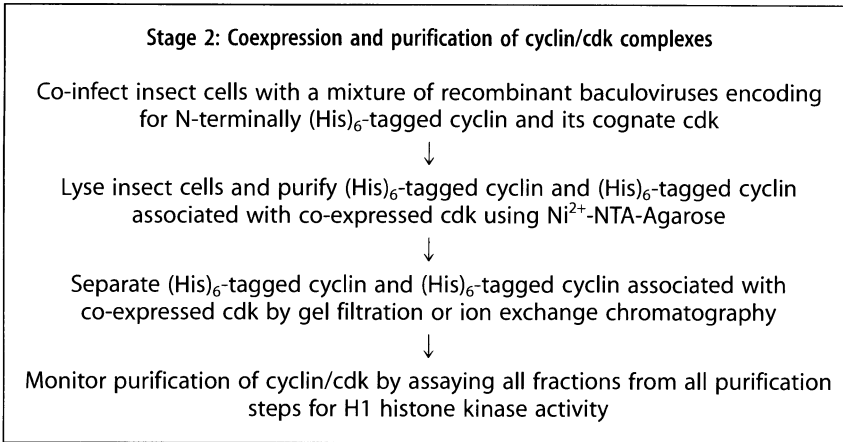 Stage 2: Coexpression and purification of cyclin/cdk complexes
Co-infect insect cells with a mixture of recombinant baculoviruses encoding
for N-terminally (His)₆-tagged cyclin and its cognate cdk
↓
Lyse insect cells and purify (His)₆-tagged cyclin and (His)₆-tagged cyclin
associated with co-expressed cdk using Ni²⁺-NTA-Agarose
↓
Separate (His)₆-tagged cyclin and (His)₆-tagged cyclin associated with
co-expressed cdk by gel filtration or ion exchange chromatography
↓
Monitor purification of cyclin/cdk by assaying all fractions from all purification
steps for H1 histone kinase activity